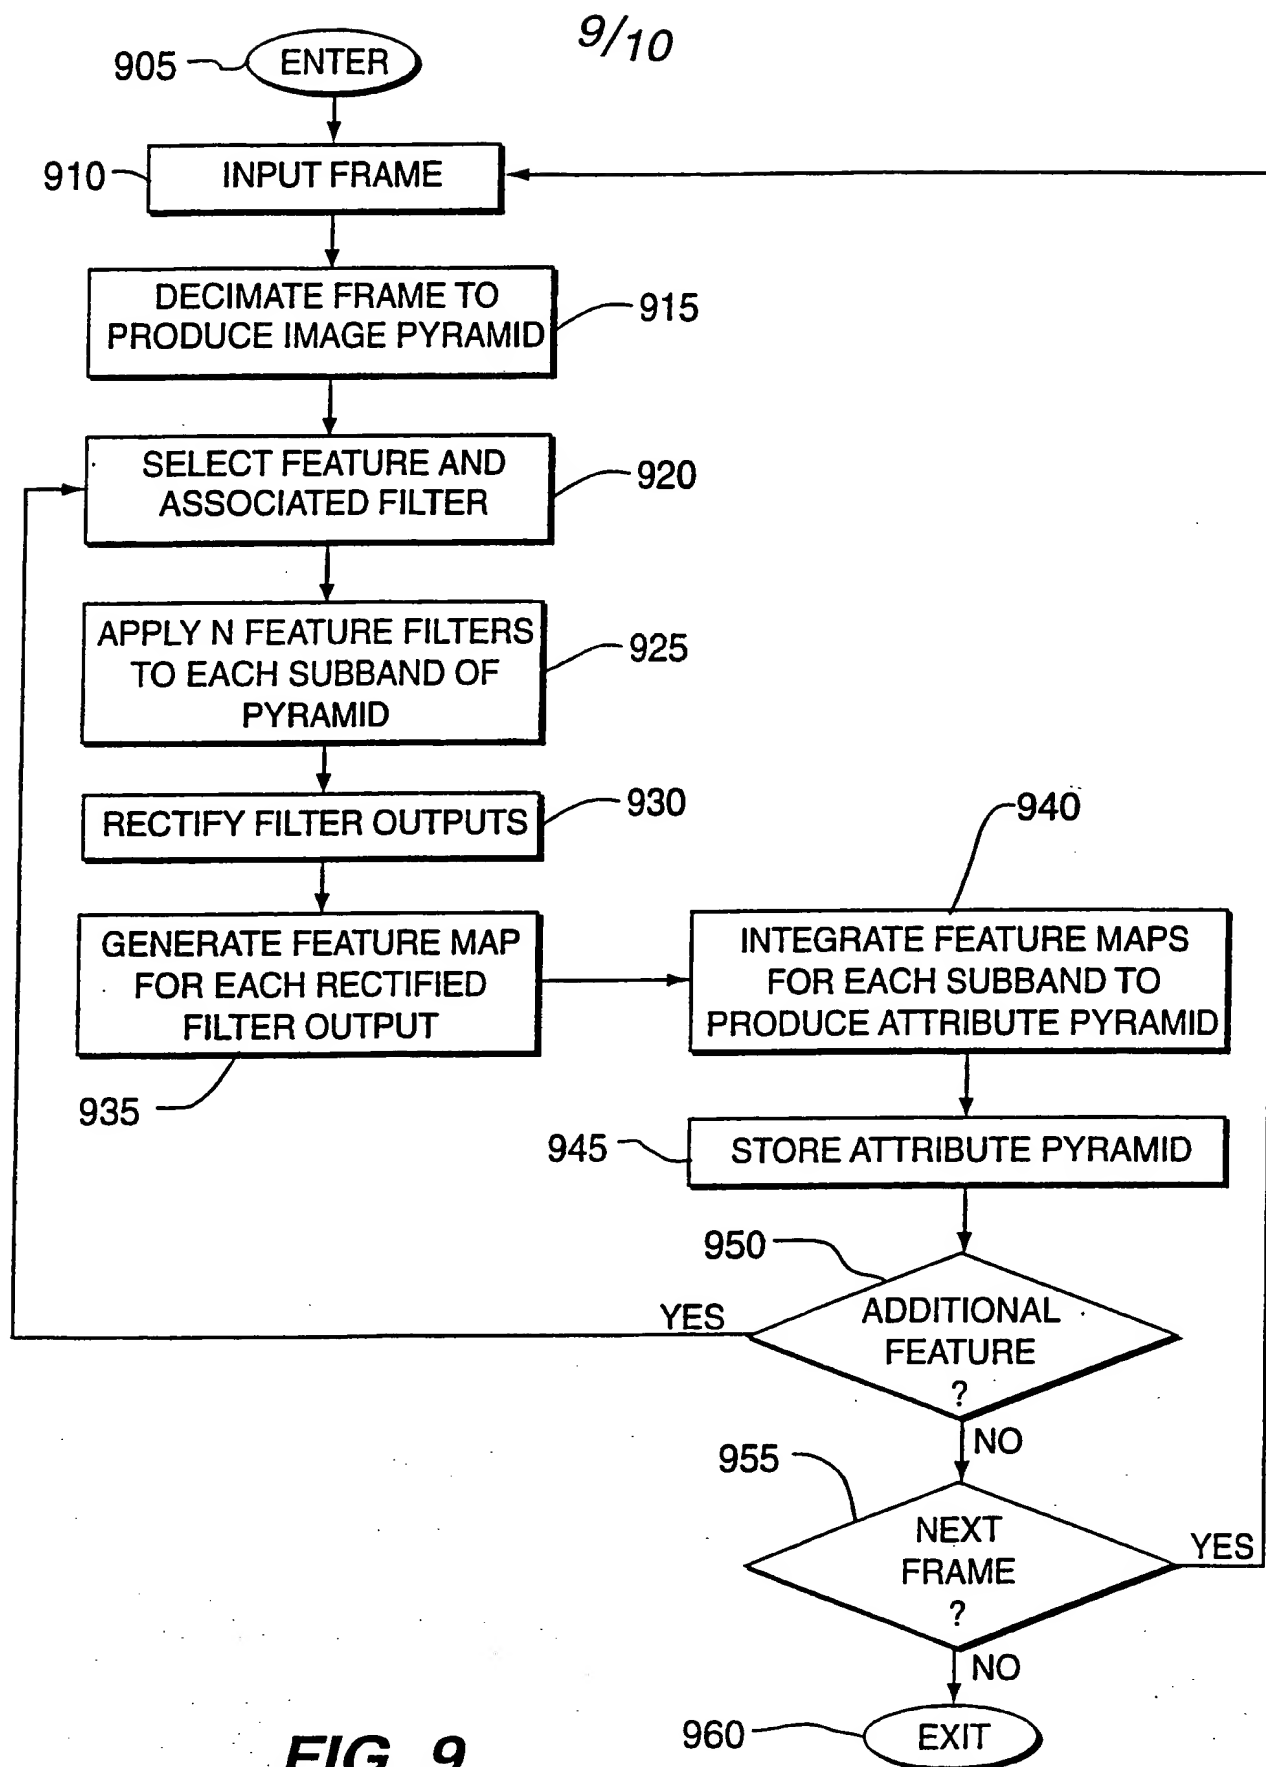 9/10
905
ENTER
910
INPUT FRAME
DECIMATE FRAME TO
PRODUCE IMAGE PYRAMID
915
SELECT FEATURE AND
ASSOCIATED FILTER
920
APPLY N FEATURE FILTERS
TO EACH SUBBAND OF
PYRAMID
925
RECTIFY FILTER OUTPUTS
930
GENERATE FEATURE MAP
FOR EACH RECTIFIED
FILTER OUTPUT
935
940
INTEGRATE FEATURE MAPS
FOR EACH SUBBAND TO
PRODUCE ATTRIBUTE PYRAMID
945
STORE ATTRIBUTE PYRAMID
950
ADDITIONAL
FEATURE
?
YES
NO
955
NEXT
FRAME
?
YES
NO
960
EXIT
FIG. 9